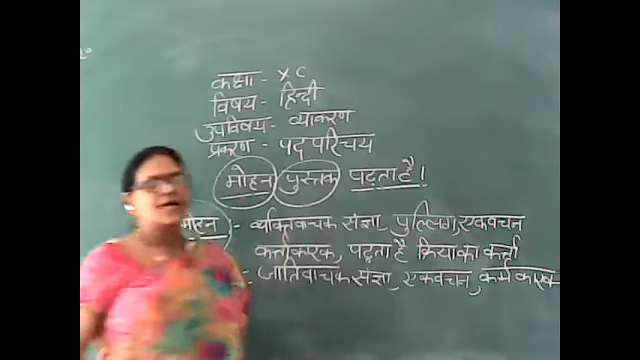 कक्षा - X C
विषय - हिन्दी
उपविषय - व्याकरण
प्रकरण - पद परिचय
मोहन पुस्तक पढ़ता है।
मोहन - व्यक्तिवाचक संज्ञा, पुल्लिंग, एकवचन
कर्त्ताकारक, पढ़ता है क्रिया का कर्त्ता
- जातिवाचक संज्ञा, एकवचन, कर्म कारक